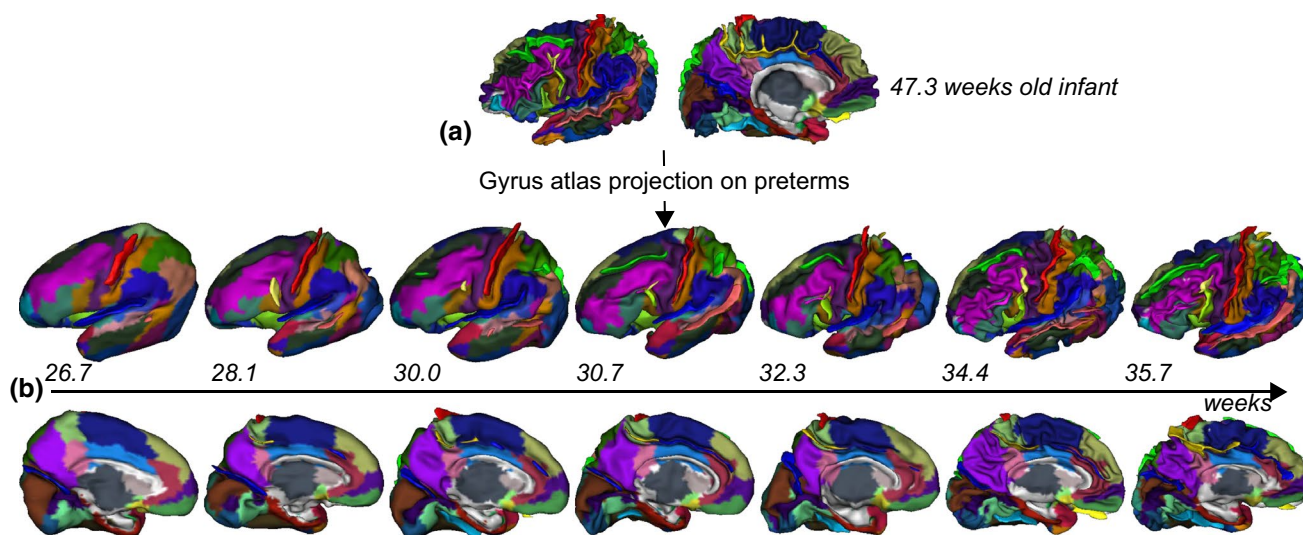 47.3 weeks old infant
(a)
Gyrus atlas projection on preterms
26.7 28.1 30.0 30.7 32.3 34.4 35.7
(b)
weeks